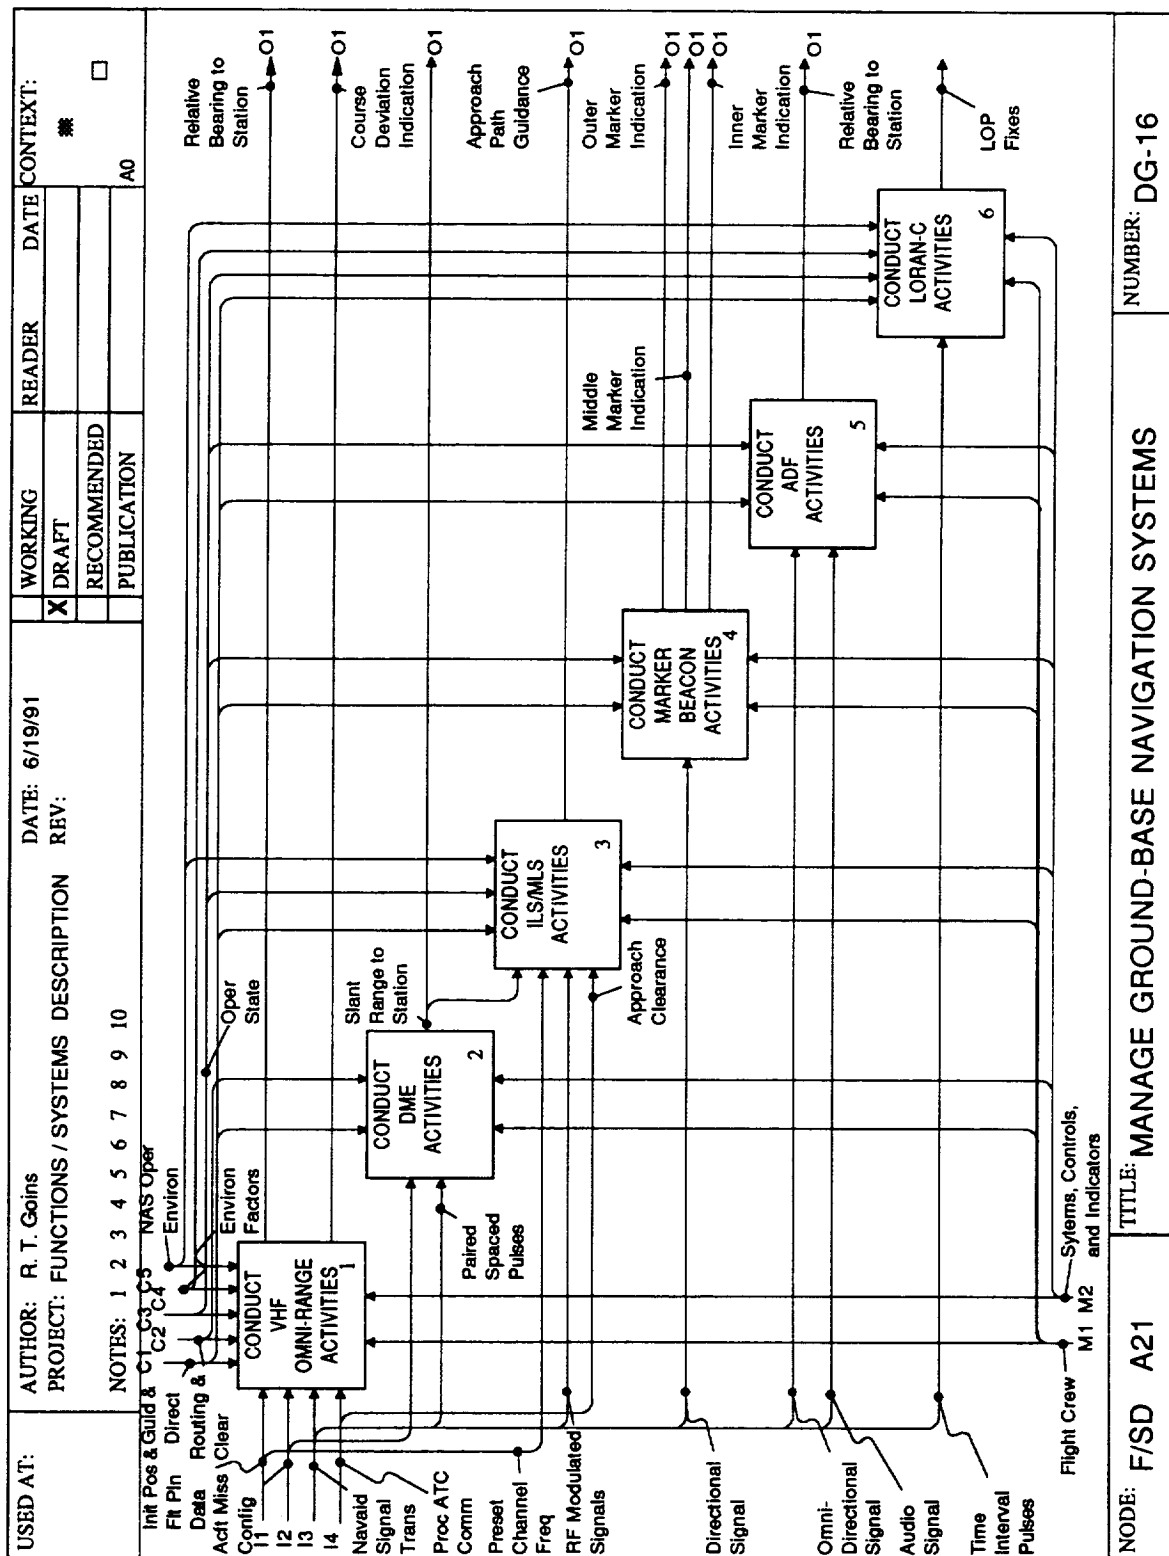 USED AT:
AUTHOR: R. T. Goins
DATE: 6/19/91
PROJECT: FUNCTIONS / SYSTEMS DESCRIPTION
REV:
NOTES: 1 2 3 4 5 6 7 8 9 10
WORKING
X DRAFT
RECOMMENDED
PUBLICATION
READER
DATE
CONTEXT:
A0
Init Pos & Guid &
Flt Pln Direct
Data Routing &
Acft Miss Clear
Config
C1
C2
C3
C4
C5
NAS Oper
Environ
Environ
Factors
Oper
State
I1
I2
I3
I4
Navaid
Signal
Trans
Proc ATC
Comm
Preset
Channel
Freq
RF Modulated
Signals
Directional
Signal
Omni-
Directional
Signal
Audio
Signal
Time
Interval
Pulses
CONDUCT
VHF
OMNI-RANGE
ACTIVITIES
1
CONDUCT
DME
ACTIVITIES
2
Paired
Spaced
Pulses
Slant
Range to
Station
CONDUCT
ILS/MLS
ACTIVITIES
3
Approach
Clearance
CONDUCT
MARKER
BEACON
ACTIVITIES
4
Middle
Marker
Indication
CONDUCT
ADF
ACTIVITIES
5
CONDUCT
LORAN-C
ACTIVITIES
6
Relative
Bearing to
Station
O1
Course
Deviation
Indication
O1
O1
Approach
Path
Guidance
O1
Outer
Marker
Indication
O1
O1
O1
Inner
Marker
Indication
O1
Relative
Bearing to
Station
LOP
Fixes
Flight Crew
M1 M2
Sytems, Controls,
and Indicators
NODE: F/SD A21
TITLE: MANAGE GROUND-BASE NAVIGATION SYSTEMS
NUMBER: DG-16